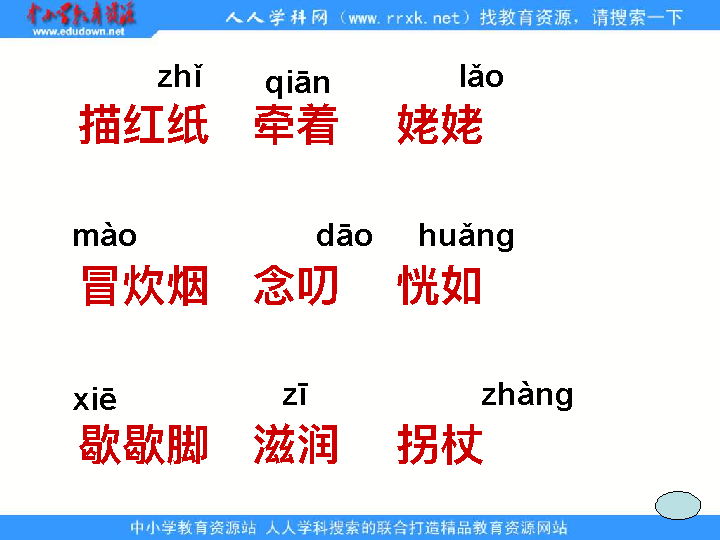 中小学教育资源
www.edudown.net
人人学科网（www.rrxk.net）找教育资源，请搜索一下
zhǐ qiān lǎo
描红纸 牵着 姥姥
mào dāo huǎng
冒炊烟 念叨 恍如
xiē zī zhàng
歇歇脚 滋润 拐杖
中小学教育资源站 人人学科搜索的联合打造精品教育资源网站